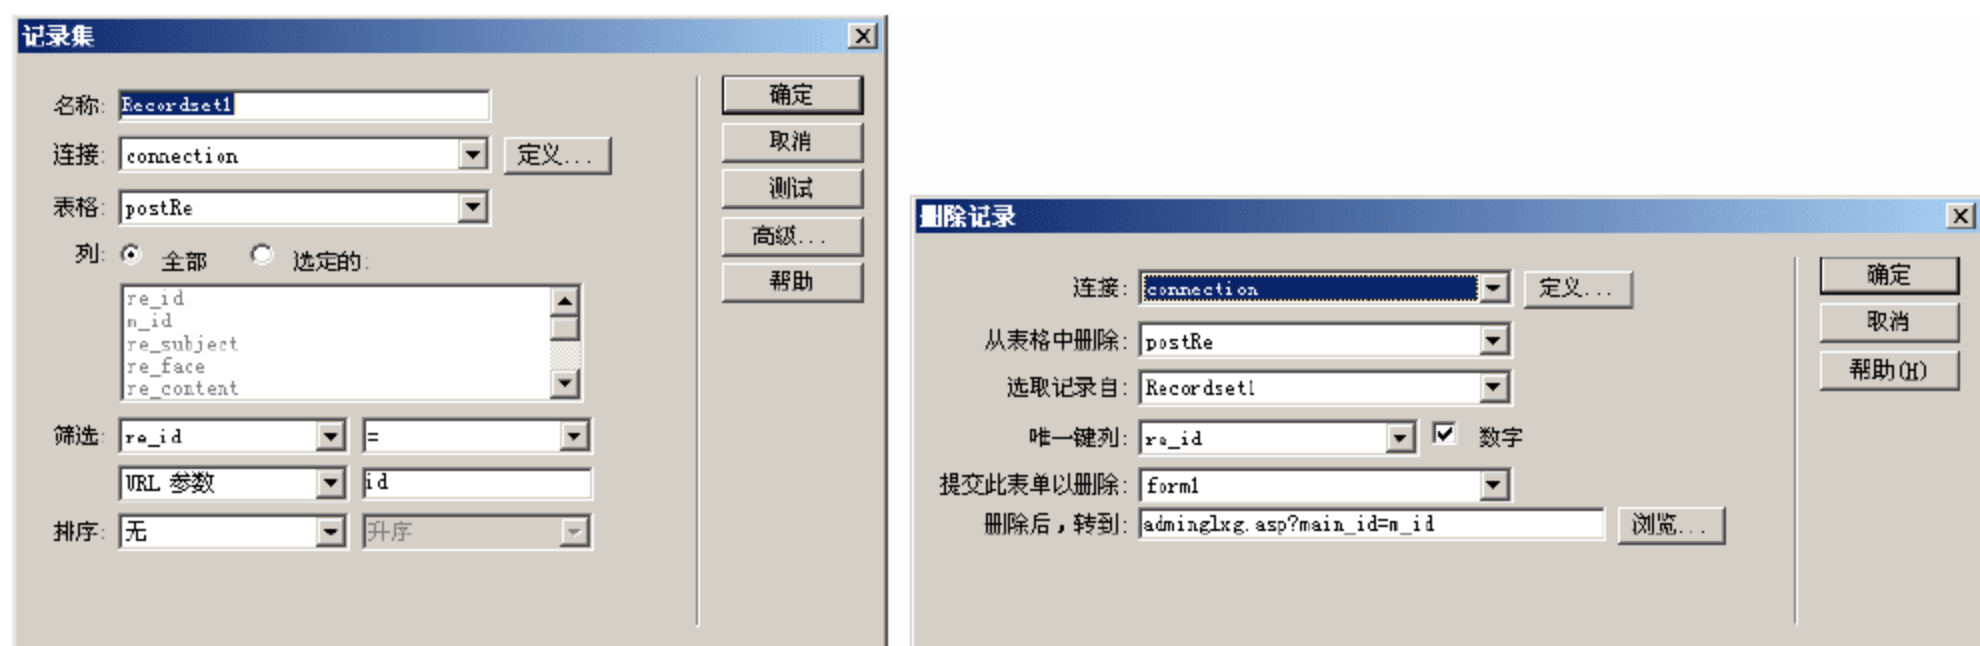 记录集
名称: Recordset1
连接: connection 定义...
表格: postRe
列: 全部 选定的:
re_id
m_id
re_subject
re_face
re_content
筛选: re_id =
URL 参数 id
排序: 无 升序
确定
取消
测试
高级...
帮助
删除记录
连接: connection 定义...
从表格中删除: postRe
选取记录自: Recordset1
唯一键列: re_id 数字
提交此表单以删除: form1
删除后，转到: adminglxg.asp?main_id=m_id 浏览...
确定
取消
帮助(H)